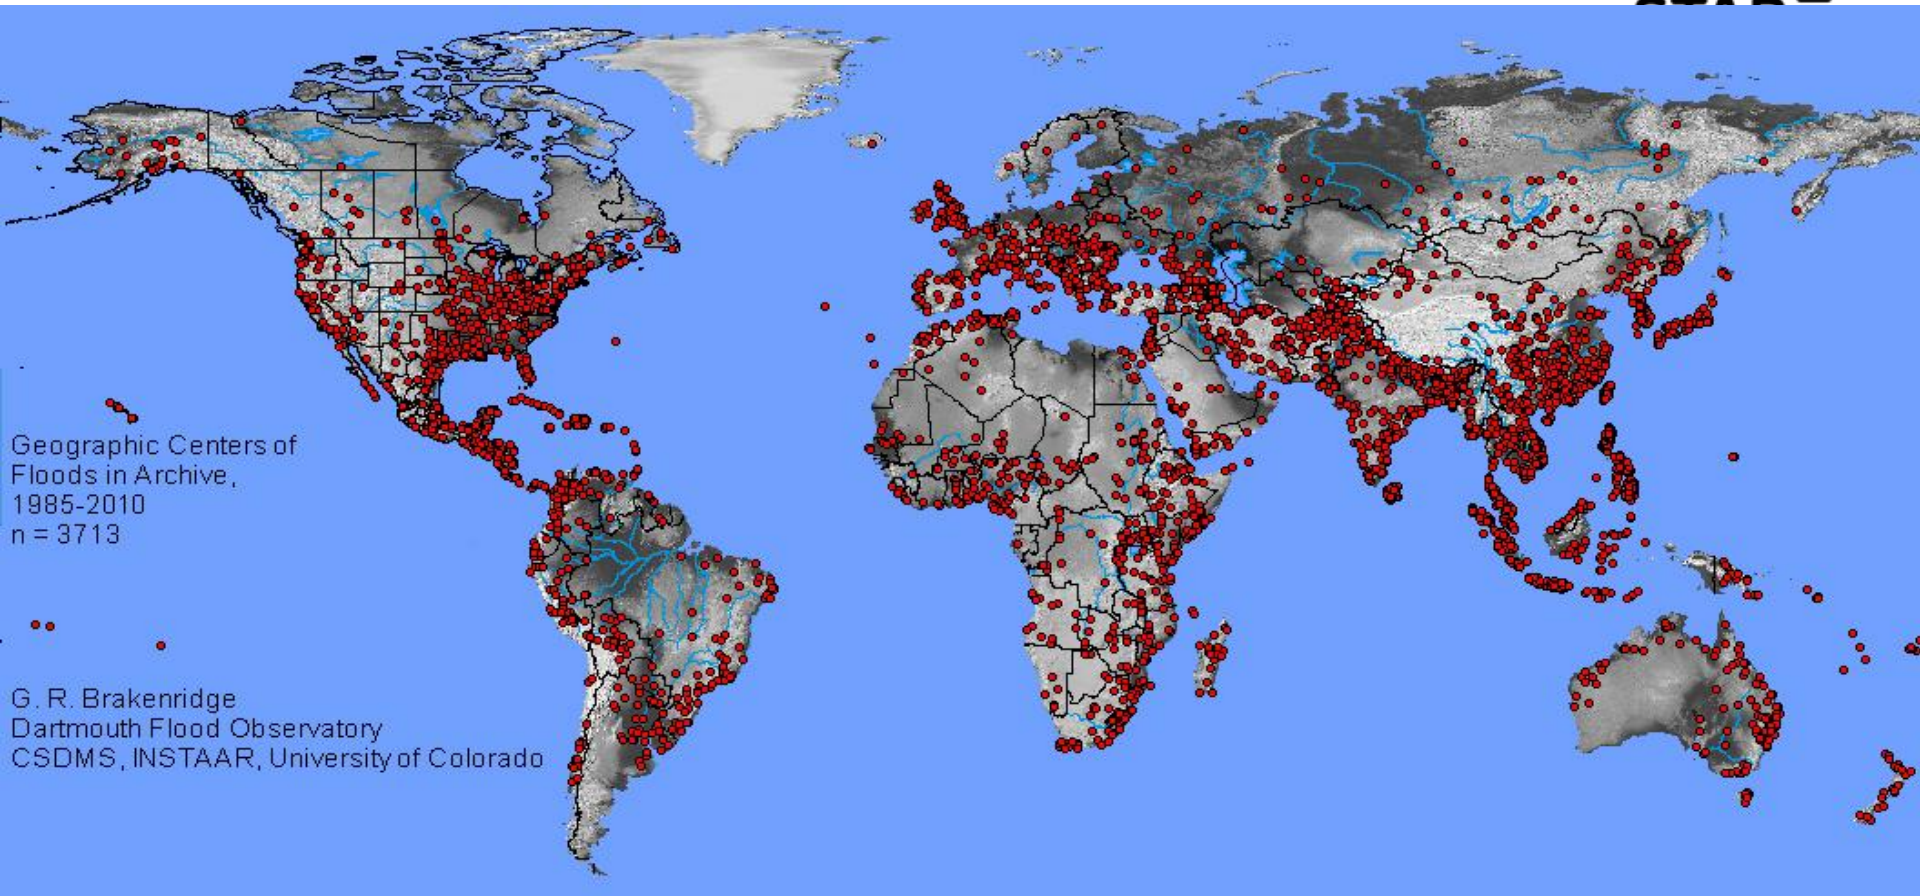 Geographic Centers of
Floods in Archive,
1985-2010
n = 3713
G. R. Brakenridge
Dartmouth Flood Observatory
CSDMS, INSTAAR, University of Colorado